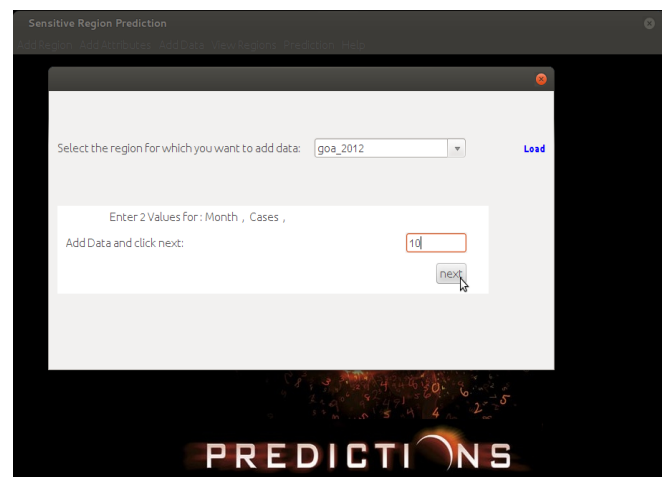 Sensitive Region Prediction
Add Region Add Attributes Add Data View Regions Prediction Help
Select the region for which you want to add data: goa_2012 Load
Enter 2 Values for : Month , Cases ,
Add Data and click next: 10
next
PREDICTIONS